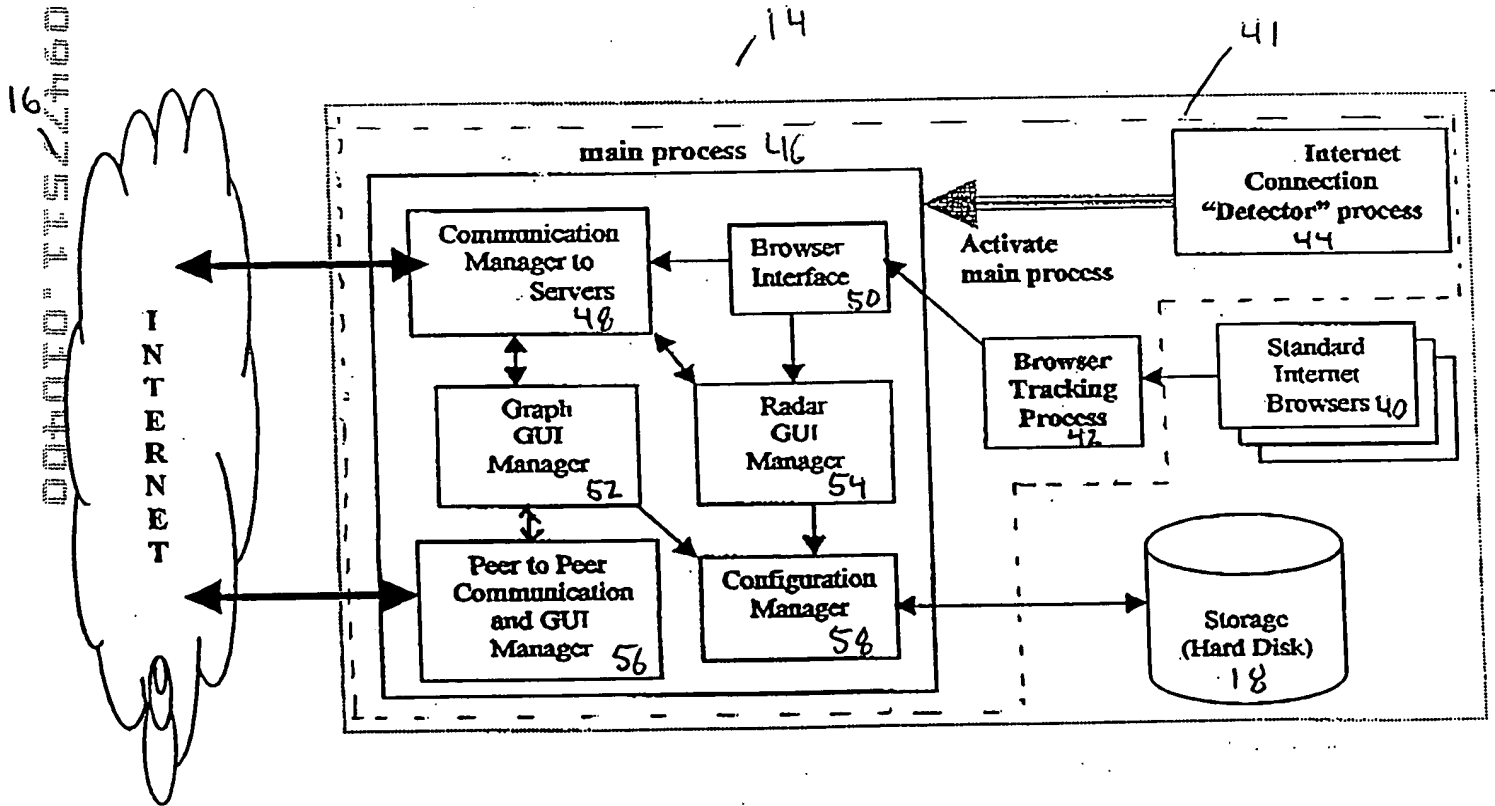 14
41
16
main process 46
Internet
Connection
“Detector” process
44
Communication
Manager to
Servers
48
Browser
Interface
50
Activate
main process
INTERNET
Browser
Tracking
Process
42
Standard
Internet
Browsers 40
Graph
GUI
Manager
52
Radar
GUI
Manager
54
Peer to Peer
Communication
and GUI
Manager 56
Configuration
Manager
58
Storage
(Hard Disk)
18